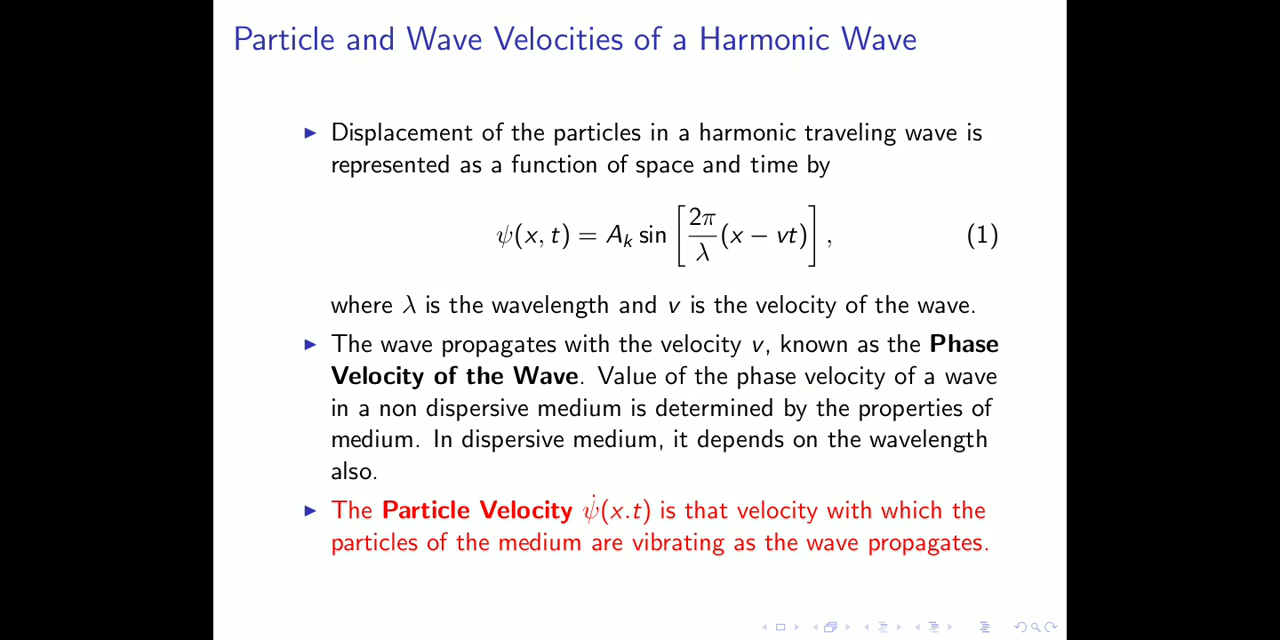 Particle and Wave Velocities of a Harmonic Wave
▶ Displacement of the particles in a harmonic traveling wave is
represented as a function of space and time by
ψ(x, t) = A_k sin [2π/λ (x − vt)] , (1)
where λ is the wavelength and v is the velocity of the wave.
▶ The wave propagates with the velocity v, known as the Phase
Velocity of the Wave. Value of the phase velocity of a wave
in a non dispersive medium is determined by the properties of
medium. In dispersive medium, it depends on the wavelength
also.
▶ The Particle Velocity ψ̇(x.t) is that velocity with which the
particles of the medium are vibrating as the wave propagates.